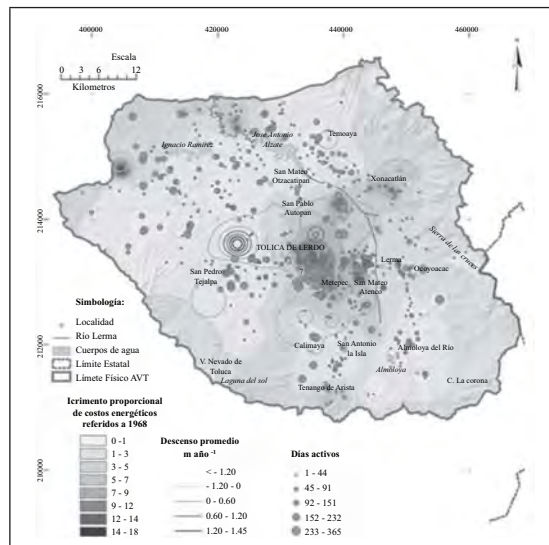 400000 420000 440000 460000
Escala
0 3 6 12
Kilometros
216000
214000
212000
210000
Ignacio Ramirez
Jose Antonio
Alzate
Temoaya
San Mateo
Otzacatipan
Xonacatlán
San Pablo
Autopan
TOLICA DE LERDO
Sierra de las cruces
Lerma
Ocoyoacac
San Pedro
Tejalpa
Metepec
San Mateo
Atenco
Calimaya
San Antonio
la Isla
Almoloya del Río
V. Nevado de
Toluca
Laguna del sol
Almoloya
C. La corona
Tenango de Arista
Simbología:
Localidad
Río Lerma
Cuerpos de agua
Límite Estatal
Límete Físico AVT
Icrimento proporcional
de costos energéticos
referidos a 1968
0 -1
1 - 3
3 - 5
5 - 7
7 - 9
9 - 12
12 - 14
14 - 18
Descenso promedio
m año -1
< - 1.20
- 1.20 - 0
0 - 0.60
0.60 - 1.20
1.20 - 1.45
Días activos
1 - 44
45 - 91
92 - 151
152 - 232
233 - 365